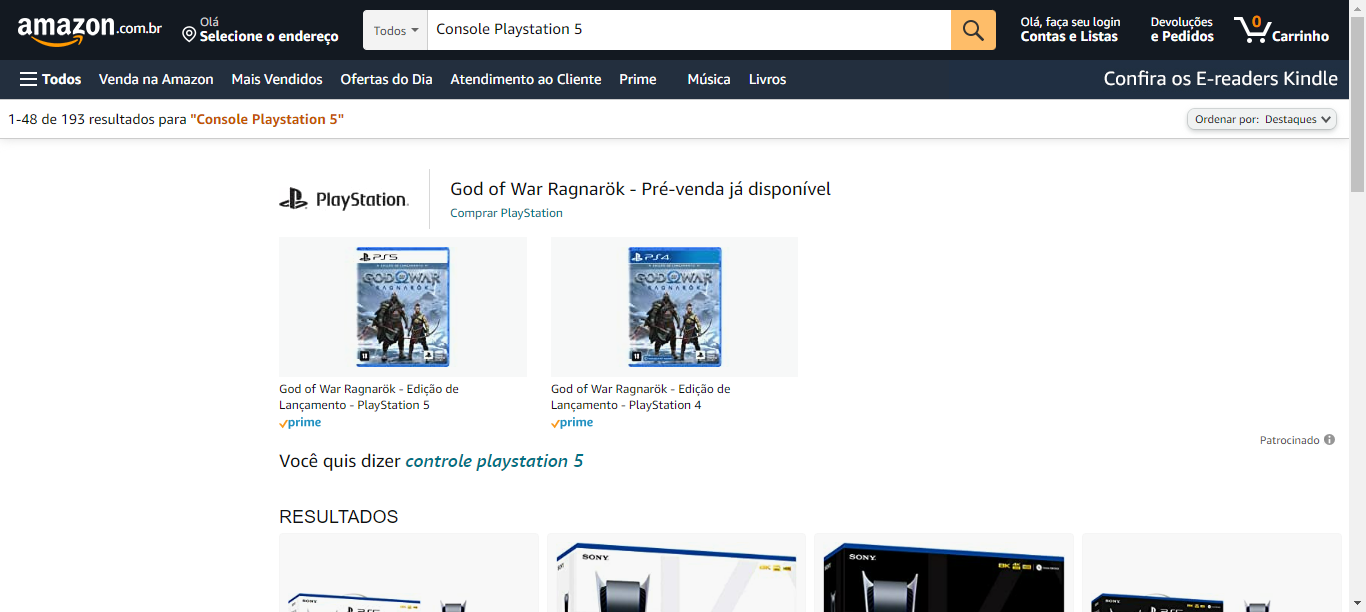 amazon.com.br
Olá
Selecione o endereço
Todos
Console Playstation 5
Olá, faça seu login
Contas e Listas
Devoluções
e Pedidos
0
Carrinho
Todos
Venda na Amazon
Mais Vendidos
Ofertas do Dia
Atendimento ao Cliente
Prime
Música
Livros
Confira os E-readers Kindle
1-48 de 193 resultados para "Console Playstation 5"
Ordenar por: Destaques
PlayStation.
God of War Ragnarök - Pré-venda já disponível
Comprar PlayStation
PS5
GOD OF WAR
RAGNARÖK
PS4
GOD OF WAR
RAGNARÖK
God of War Ragnarök - Edição de
Lançamento - PlayStation 5
prime
God of War Ragnarök - Edição de
Lançamento - PlayStation 4
prime
Patrocinado
Você quis dizer controle playstation 5
RESULTADOS
SONY
PS5
SONY
SONY
8K
SONY
PS5